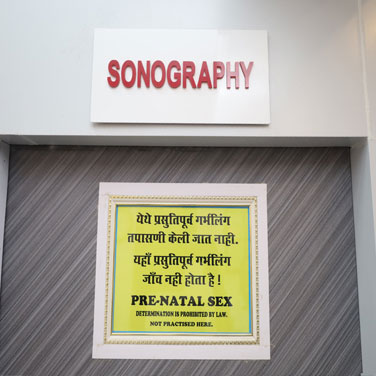 SONOGRAPHY
येथे प्रसुतिपूर्व गर्भलिंग
तपासणी केली जात नाही.
यहाँ प्रसुतिपूर्व गर्भलिंग
जाँच नही होता है !
PRE-NATAL SEX
DETERMINATION IS PROHIBITED BY LAW.
NOT PRACTISED HERE.